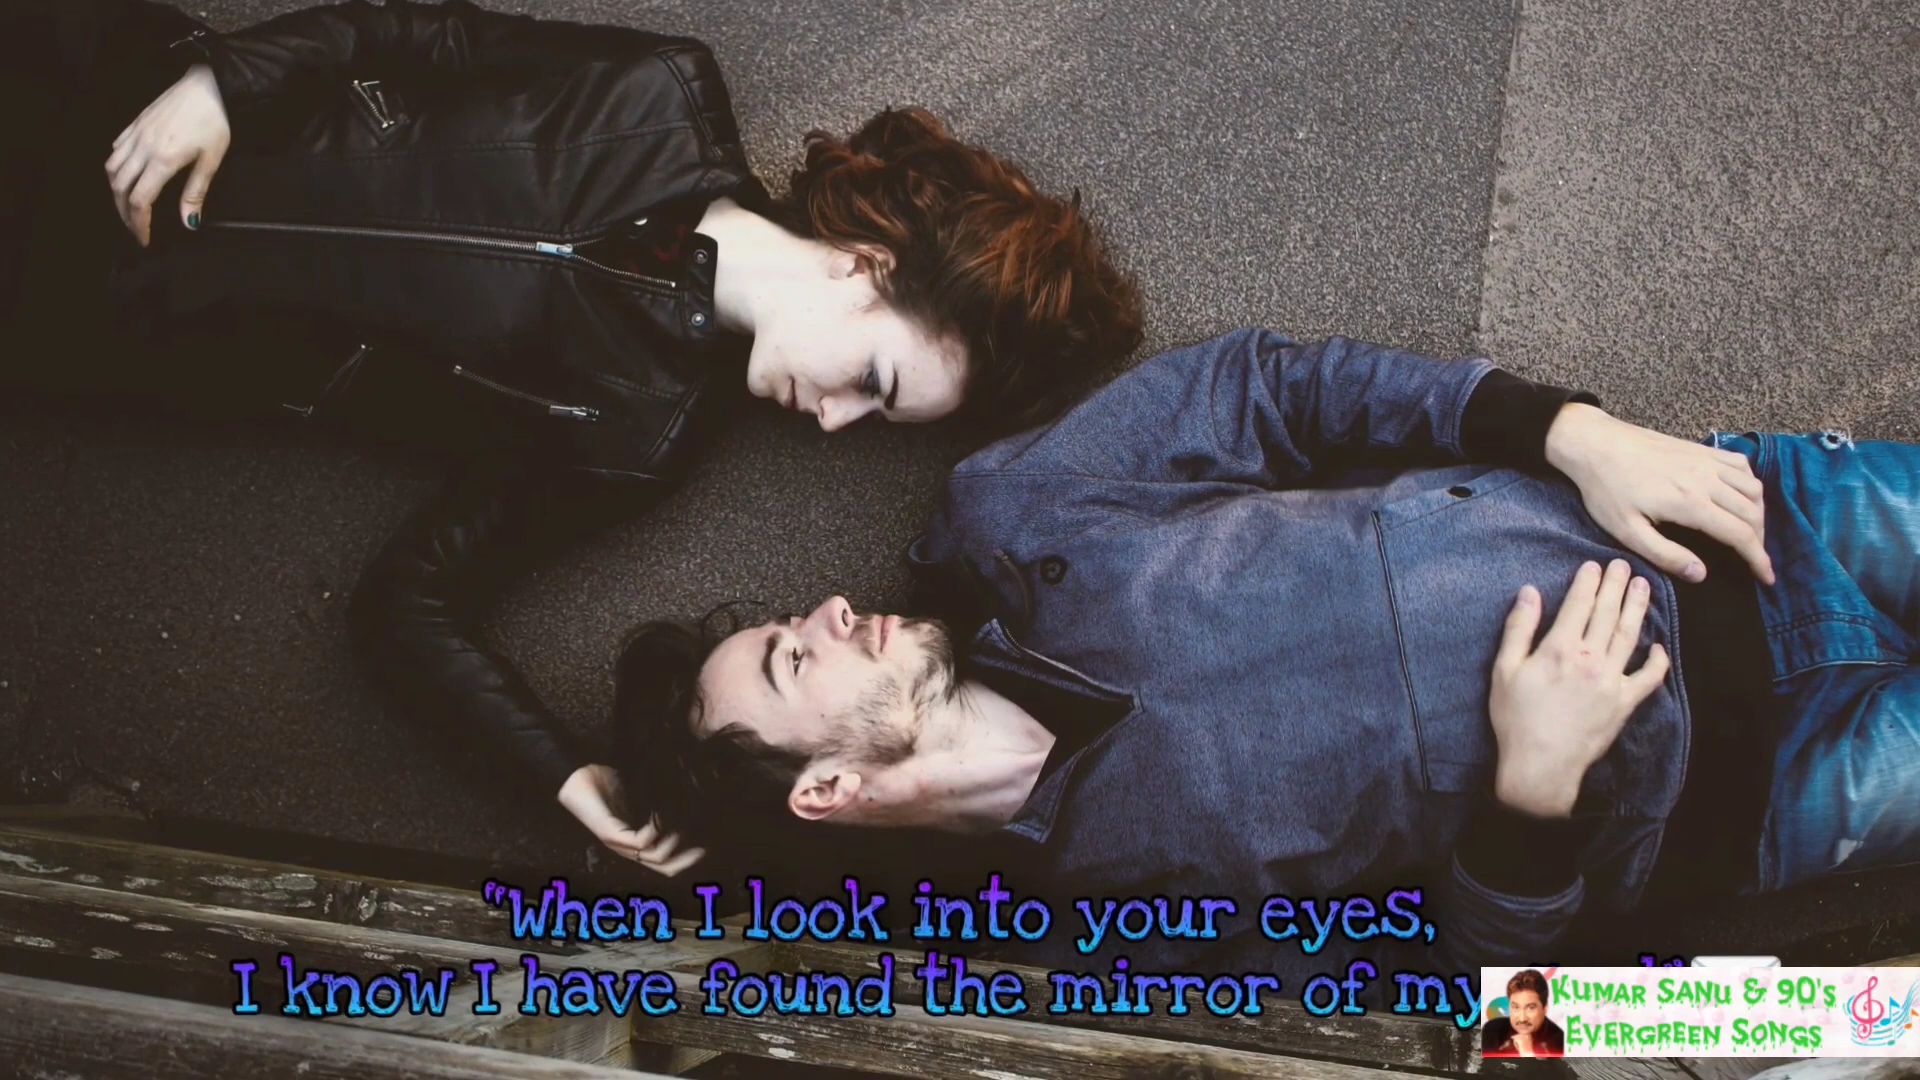 "When I look into your eyes,
I know I have found the mirror of my
Kumar Sanu & 90's
Evergreen Songs